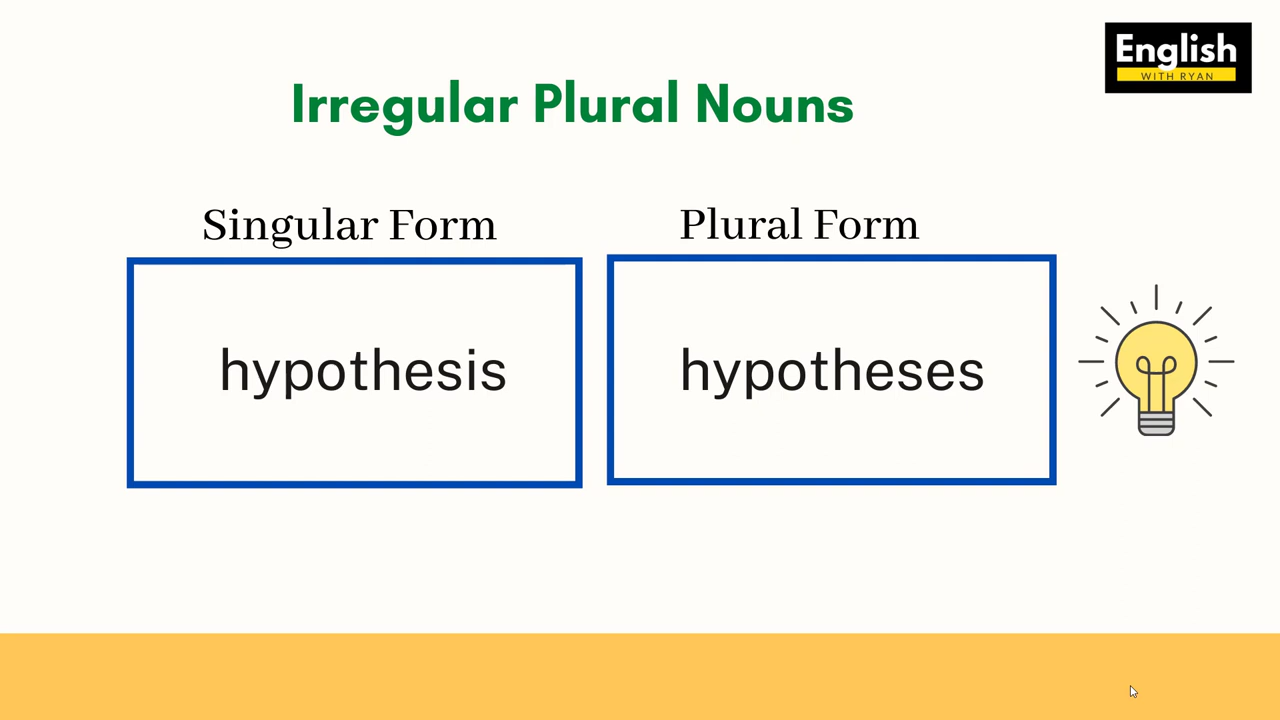 English
WITH RYAN
Irregular Plural Nouns
Singular Form
Plural Form
hypothesis
hypotheses